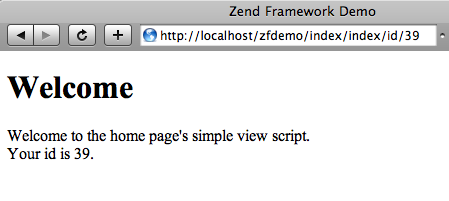 Zend Framework Demo
http://localhost/zfdemo/index/index/id/39
Welcome
Welcome to the home page's simple view script.
Your id is 39.